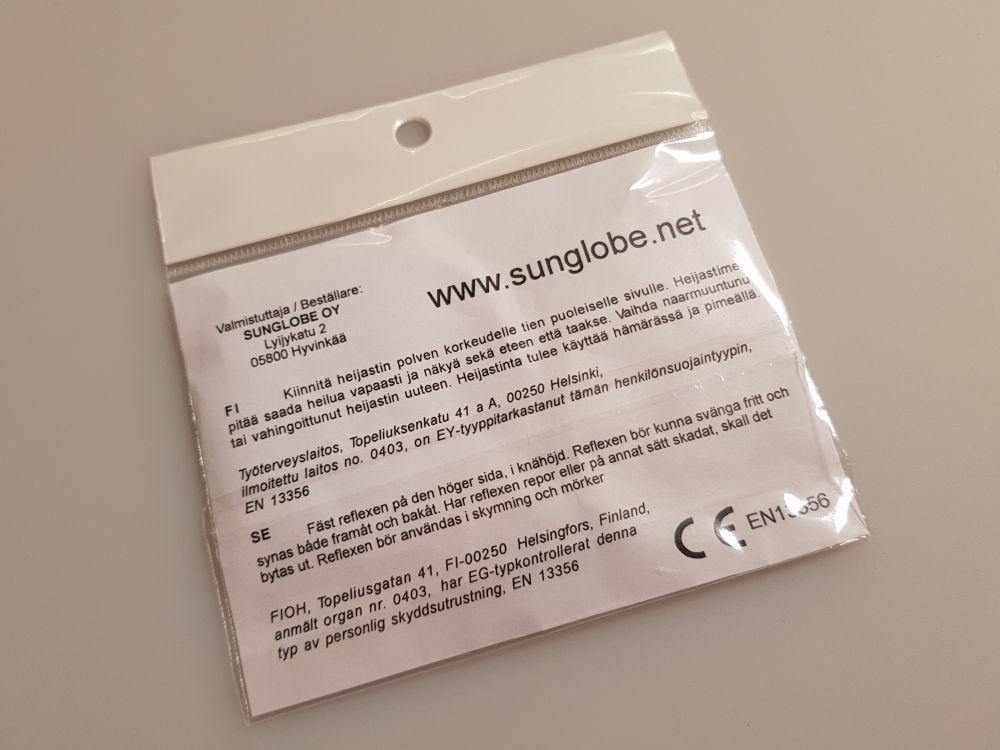 www.sunglobe.net
Valmistuttaja / Beställare:
SUNGLOBE OY
Lyijykatu 2
05800 Hyvinkää
FI Kiinnitä heijastin polven korkeudelle tien puoleiselle sivulle. Heijastime
pitää saada heilua vapaasti ja näkyä sekä eteen että taakse. Vaihda naarmuuntunu
tai vahingoittunut heijastin uuteen. Heijastinta tulee käyttää hämärässä ja pimeällä.
Työterveyslaitos, Topeliuksenkatu 41 a A, 00250 Helsinki,
ilmoitettu laitos no. 0403, on EY-tyyppitarkastanut tämän henkilönsuojaintyypin,
EN 13356
SE Fäst reflexen på den höger sida, i knähöjd. Reflexen bör kunna svänga fritt och
synas både framåt och bakåt. Har reflexen repor eller på annat sätt skadat, skall det
bytas ut. Reflexen bör användas i skymning och mörker
FIOH, Topeliusgatan 41, FI-00250 Helsingfors, Finland,
anmält organ nr. 0403, har EG-typkontrollerat denna
typ av personlig skyddsutrustning, EN 13356
CE EN13356